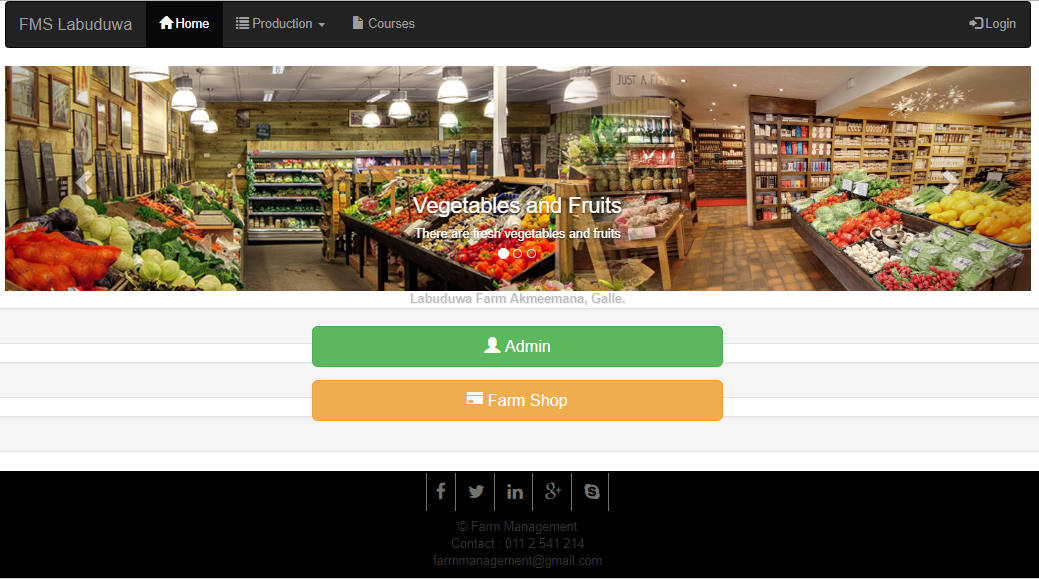 FMS Labuduwa Home Production Courses Login
JUST A F
Vegetables and Fruits
There are fresh vegetables and fruits
Labuduwa Farm Akmeemana, Galle.
Admin
Farm Shop
© Farm Management
Contact : 011 2 541 214
farmmanagement@gmail.com